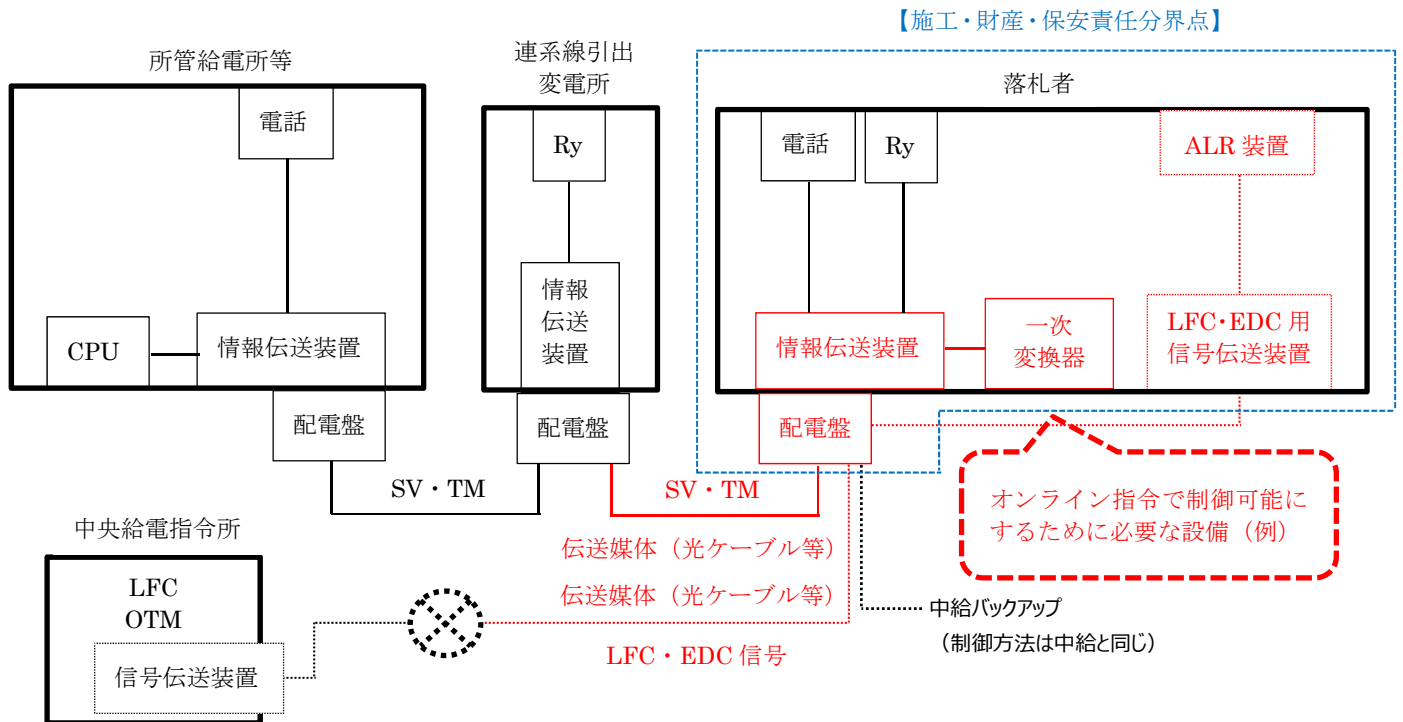 【施工・財産・保安責任分界点】
所管給電所等
連系線引出
変電所
落札者
電話
Ry
電話
Ry
ALR 装置
CPU
情報伝送装置
情報
伝送
装置
情報伝送装置
一次
変換器
LFC・EDC 用
信号伝送装置
配電盤
配電盤
配電盤
SV・TM
SV・TM
オンライン指令で制御可能に
するために必要な設備（例）
中央給電指令所
伝送媒体（光ケーブル等）
伝送媒体（光ケーブル等）
LFC
OTM
信号伝送装置
LFC・EDC 信号
中給バックアップ
（制御方法は中給と同じ）